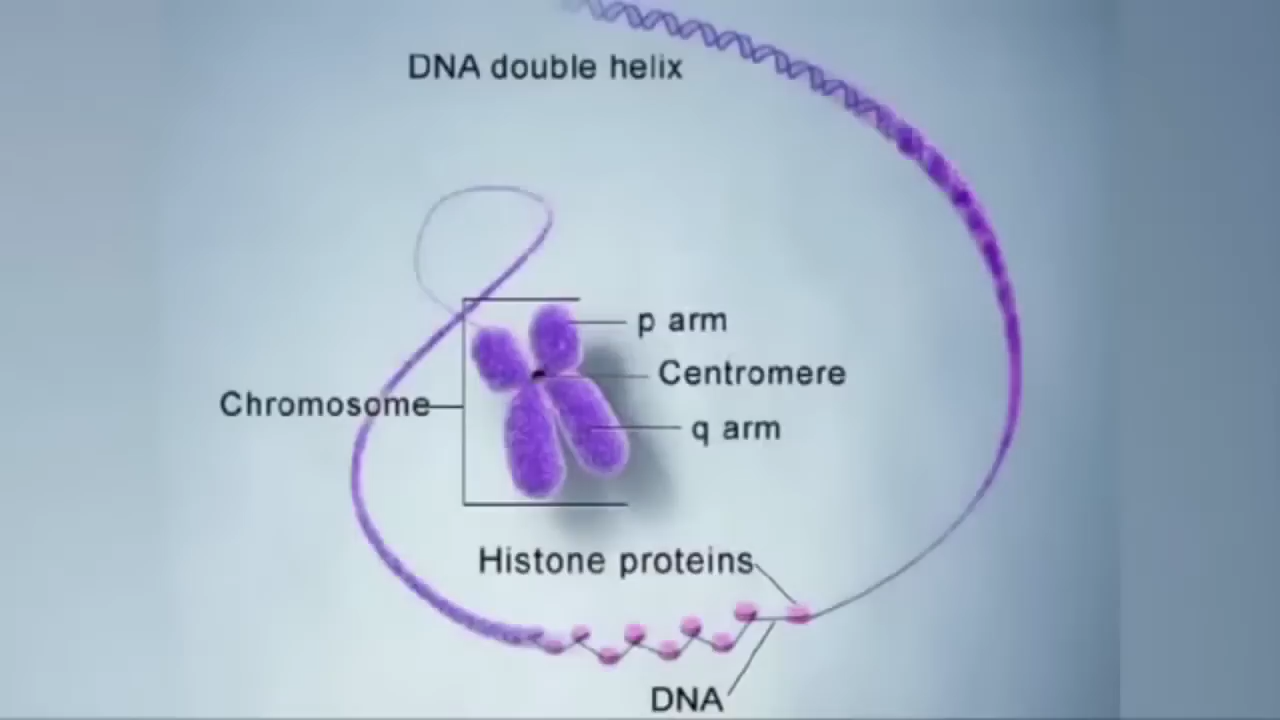 DNA double helix
p arm
Centromere
Chromosome
q arm
Histone proteins
DNA